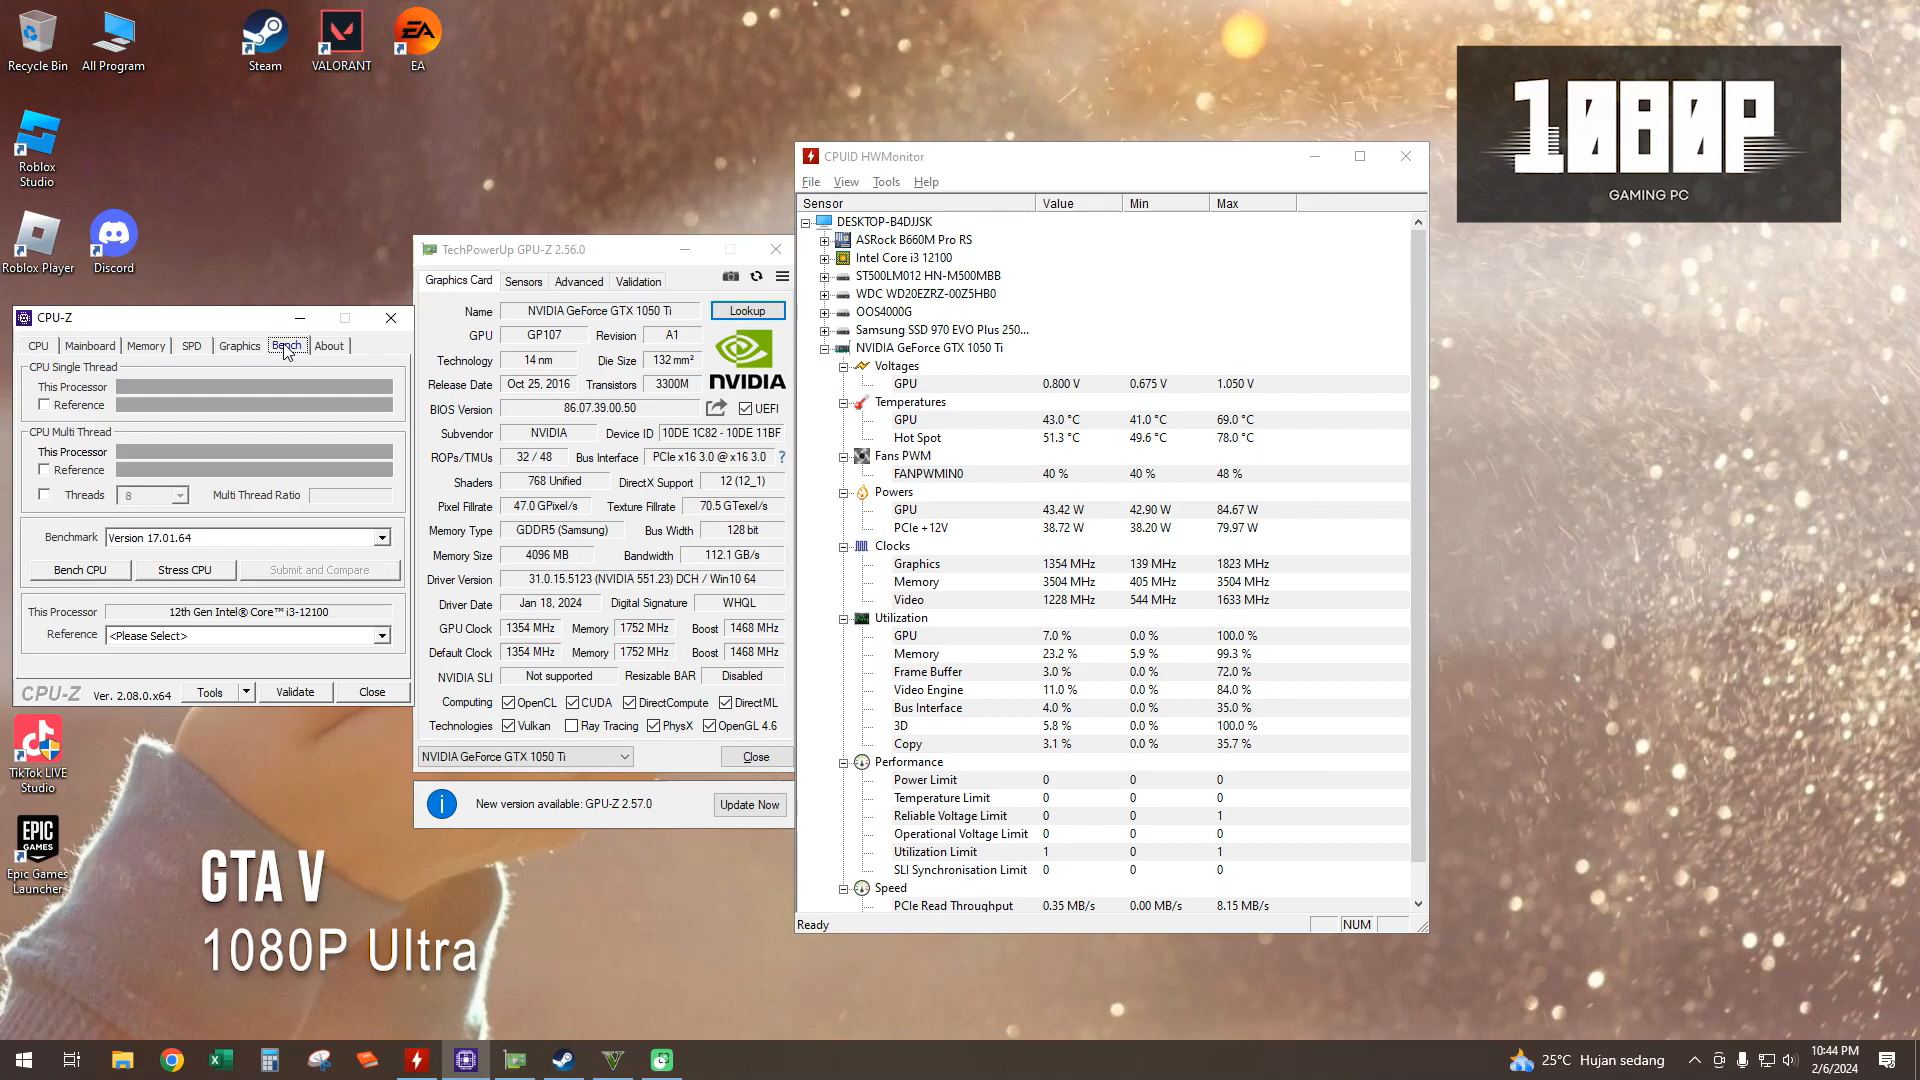 Recycle Bin
All Program
Steam
VALORANT
EA
EA
Roblox
Studio
Roblox Player
Discord
1080P
GAMING PC
CPU-Z
CPU
Mainboard
Memory
SPD
Graphics
Bench
About
CPU Single Thread
This Processor
Reference
CPU Multi Thread
This Processor
Reference
Threads
8
Multi Thread Ratio
Benchmark
Version 17.01.64
Bench CPU
Stress CPU
Submit and Compare
This Processor
12th Gen Intel® Core™ i3-12100
Reference
<Please Select>
CPU-Z
Ver. 2.08.0.x64
Tools
Validate
Close
TikTok LIVE
Studio
EPIC
GAMES
Epic Games
Launcher
GTA V
1080P Ultra
TechPowerUp GPU-Z 2.56.0
Graphics Card
Sensors
Advanced
Validation
Name
NVIDIA GeForce GTX 1050 Ti
Lookup
GPU
GP107
Revision
A1
Technology
14 nm
Die Size
132 mm²
Release Date
Oct 25, 2016
Transistors
3300M
NVIDIA
BIOS Version
86.07.39.00.50
UEFI
Subvendor
NVIDIA
Device ID
10DE 1C82 - 10DE 11BF
ROPs/TMUs
32 / 48
Bus Interface
PCIe x16 3.0 @ x16 3.0
?
Shaders
768 Unified
DirectX Support
12 (12_1)
Pixel Fillrate
47.0 GPixel/s
Texture Fillrate
70.5 GTexel/s
Memory Type
GDDR5 (Samsung)
Bus Width
128 bit
Memory Size
4096 MB
Bandwidth
112.1 GB/s
Driver Version
31.0.15.5123 (NVIDIA 551.23) DCH / Win10 64
Driver Date
Jan 18, 2024
Digital Signature
WHQL
GPU Clock
1354 MHz
Memory
1752 MHz
Boost
1468 MHz
Default Clock
1354 MHz
Memory
1752 MHz
Boost
1468 MHz
NVIDIA SLI
Not supported
Resizable BAR
Disabled
Computing
OpenCL
CUDA
DirectCompute
DirectML
Technologies
Vulkan
Ray Tracing
PhysX
OpenGL 4.6
NVIDIA GeForce GTX 1050 Ti
Close
New version available: GPU-Z 2.57.0
Update Now
CPUID HWMonitor
File View Tools Help
Sensor Value Min Max
DESKTOP-B4DJJSK
ASRock B660M Pro RS
Intel Core i3 12100
ST500LM012 HN-M500MBB
WDC WD20EZRZ-00Z5HB0
OOS4000G
Samsung SSD 970 EVO Plus 250...
NVIDIA GeForce GTX 1050 Ti
Voltages
GPU 0.800 V 0.675 V 1.050 V
Temperatures
GPU 43.0 °C 41.0 °C 69.0 °C
Hot Spot 51.3 °C 49.6 °C 78.0 °C
Fans PWM
FANPWMIN0 40 % 40 % 48 %
Powers
GPU 43.42 W 42.90 W 84.67 W
PCIe +12V 38.72 W 38.20 W 79.97 W
Clocks
Graphics 1354 MHz 139 MHz 1823 MHz
Memory 3504 MHz 405 MHz 3504 MHz
Video 1228 MHz 544 MHz 1633 MHz
Utilization
GPU 7.0 % 0.0 % 100.0 %
Memory 23.2 % 5.9 % 99.3 %
Frame Buffer 3.0 % 0.0 % 72.0 %
Video Engine 11.0 % 0.0 % 84.0 %
Bus Interface 4.0 % 0.0 % 35.0 %
3D 5.8 % 0.0 % 100.0 %
Copy 3.1 % 0.0 % 35.7 %
Performance
Power Limit 0 0 0
Temperature Limit 0 0 0
Reliable Voltage Limit 0 0 1
Operational Voltage Limit 0 0 0
Utilization Limit 1 0 1
SLI Synchronisation Limit 0 0 0
Speed
PCIe Read Throughput 0.35 MB/s 0.00 MB/s 8.15 MB/s
Ready
NUM
25°C Hujan sedang
10:44 PM
2/6/2024